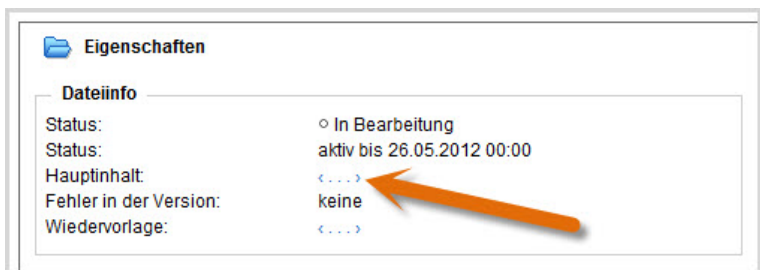 Eigenschaften
Dateiinfo
Status: ○ In Bearbeitung
Status: aktiv bis 26.05.2012 00:00
Hauptinhalt: ‹ . . . ›
Fehler in der Version: keine
Wiedervorlage: ‹ . . . ›